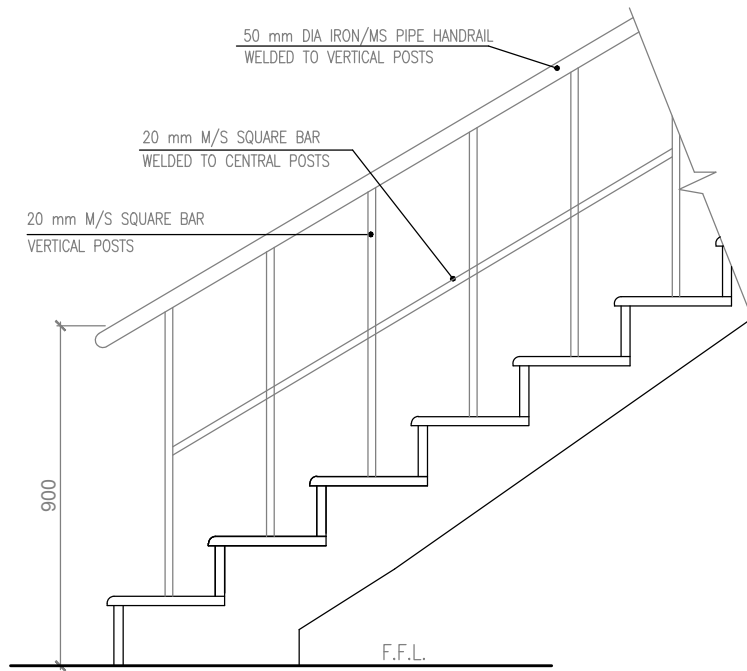 50 mm DIA IRON/MS PIPE HANDRAIL
WELDED TO VERTICAL POSTS
20 mm M/S SQUARE BAR
WELDED TO CENTRAL POSTS
20 mm M/S SQUARE BAR
VERTICAL POSTS
900
F.F.L.